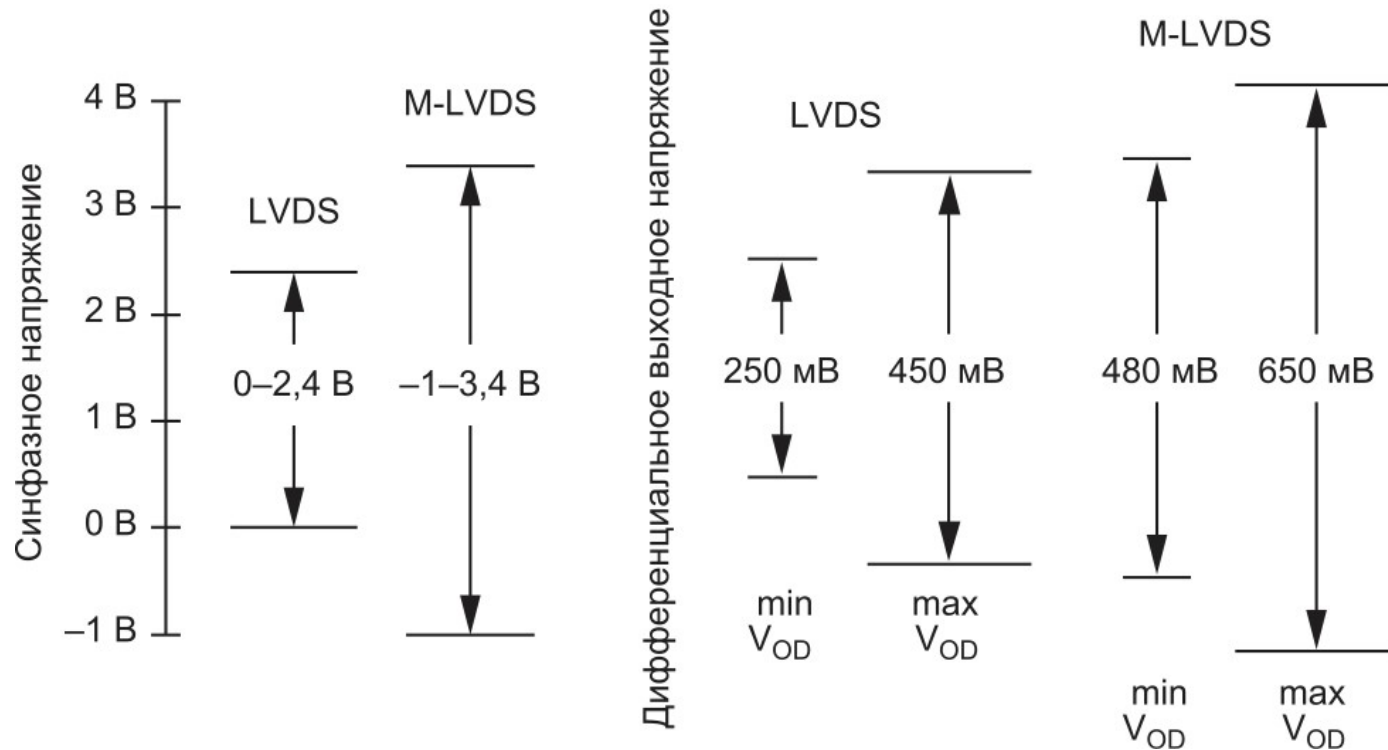 Синфазное напряжение
4 В
3 В
2 В
1 В
0 В
–1 В
LVDS
0–2,4 В
M-LVDS
–1–3,4 В
Дифференциальное выходное напряжение
LVDS
250 мВ
min
VOD
450 мВ
max
VOD
M-LVDS
480 мВ
min
VOD
650 мВ
max
VOD